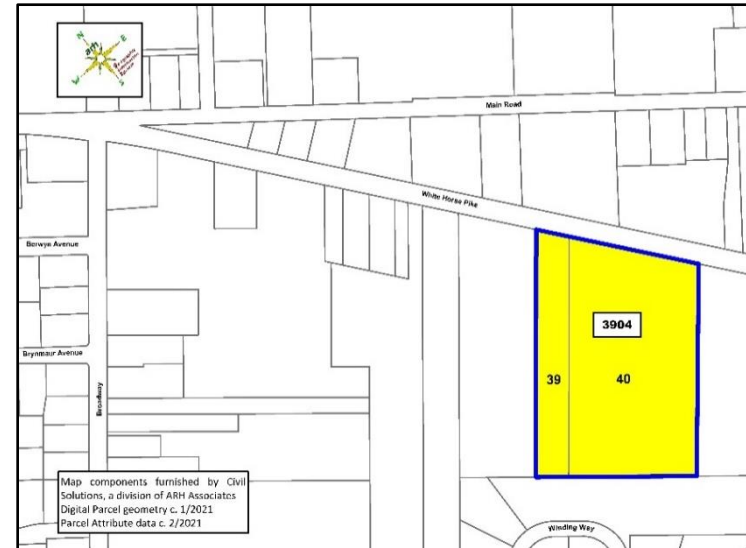 N
E
W
S
Main Road
White Horse Pike
Berwyn Avenue
Brynmaur Avenue
Broadway
3904
39
40
Winding Way
Map components furnished by Civil
Solutions, a division of ARH Associates
Digital Parcel geometry c. 1/2021
Parcel Attribute data c. 2/2021